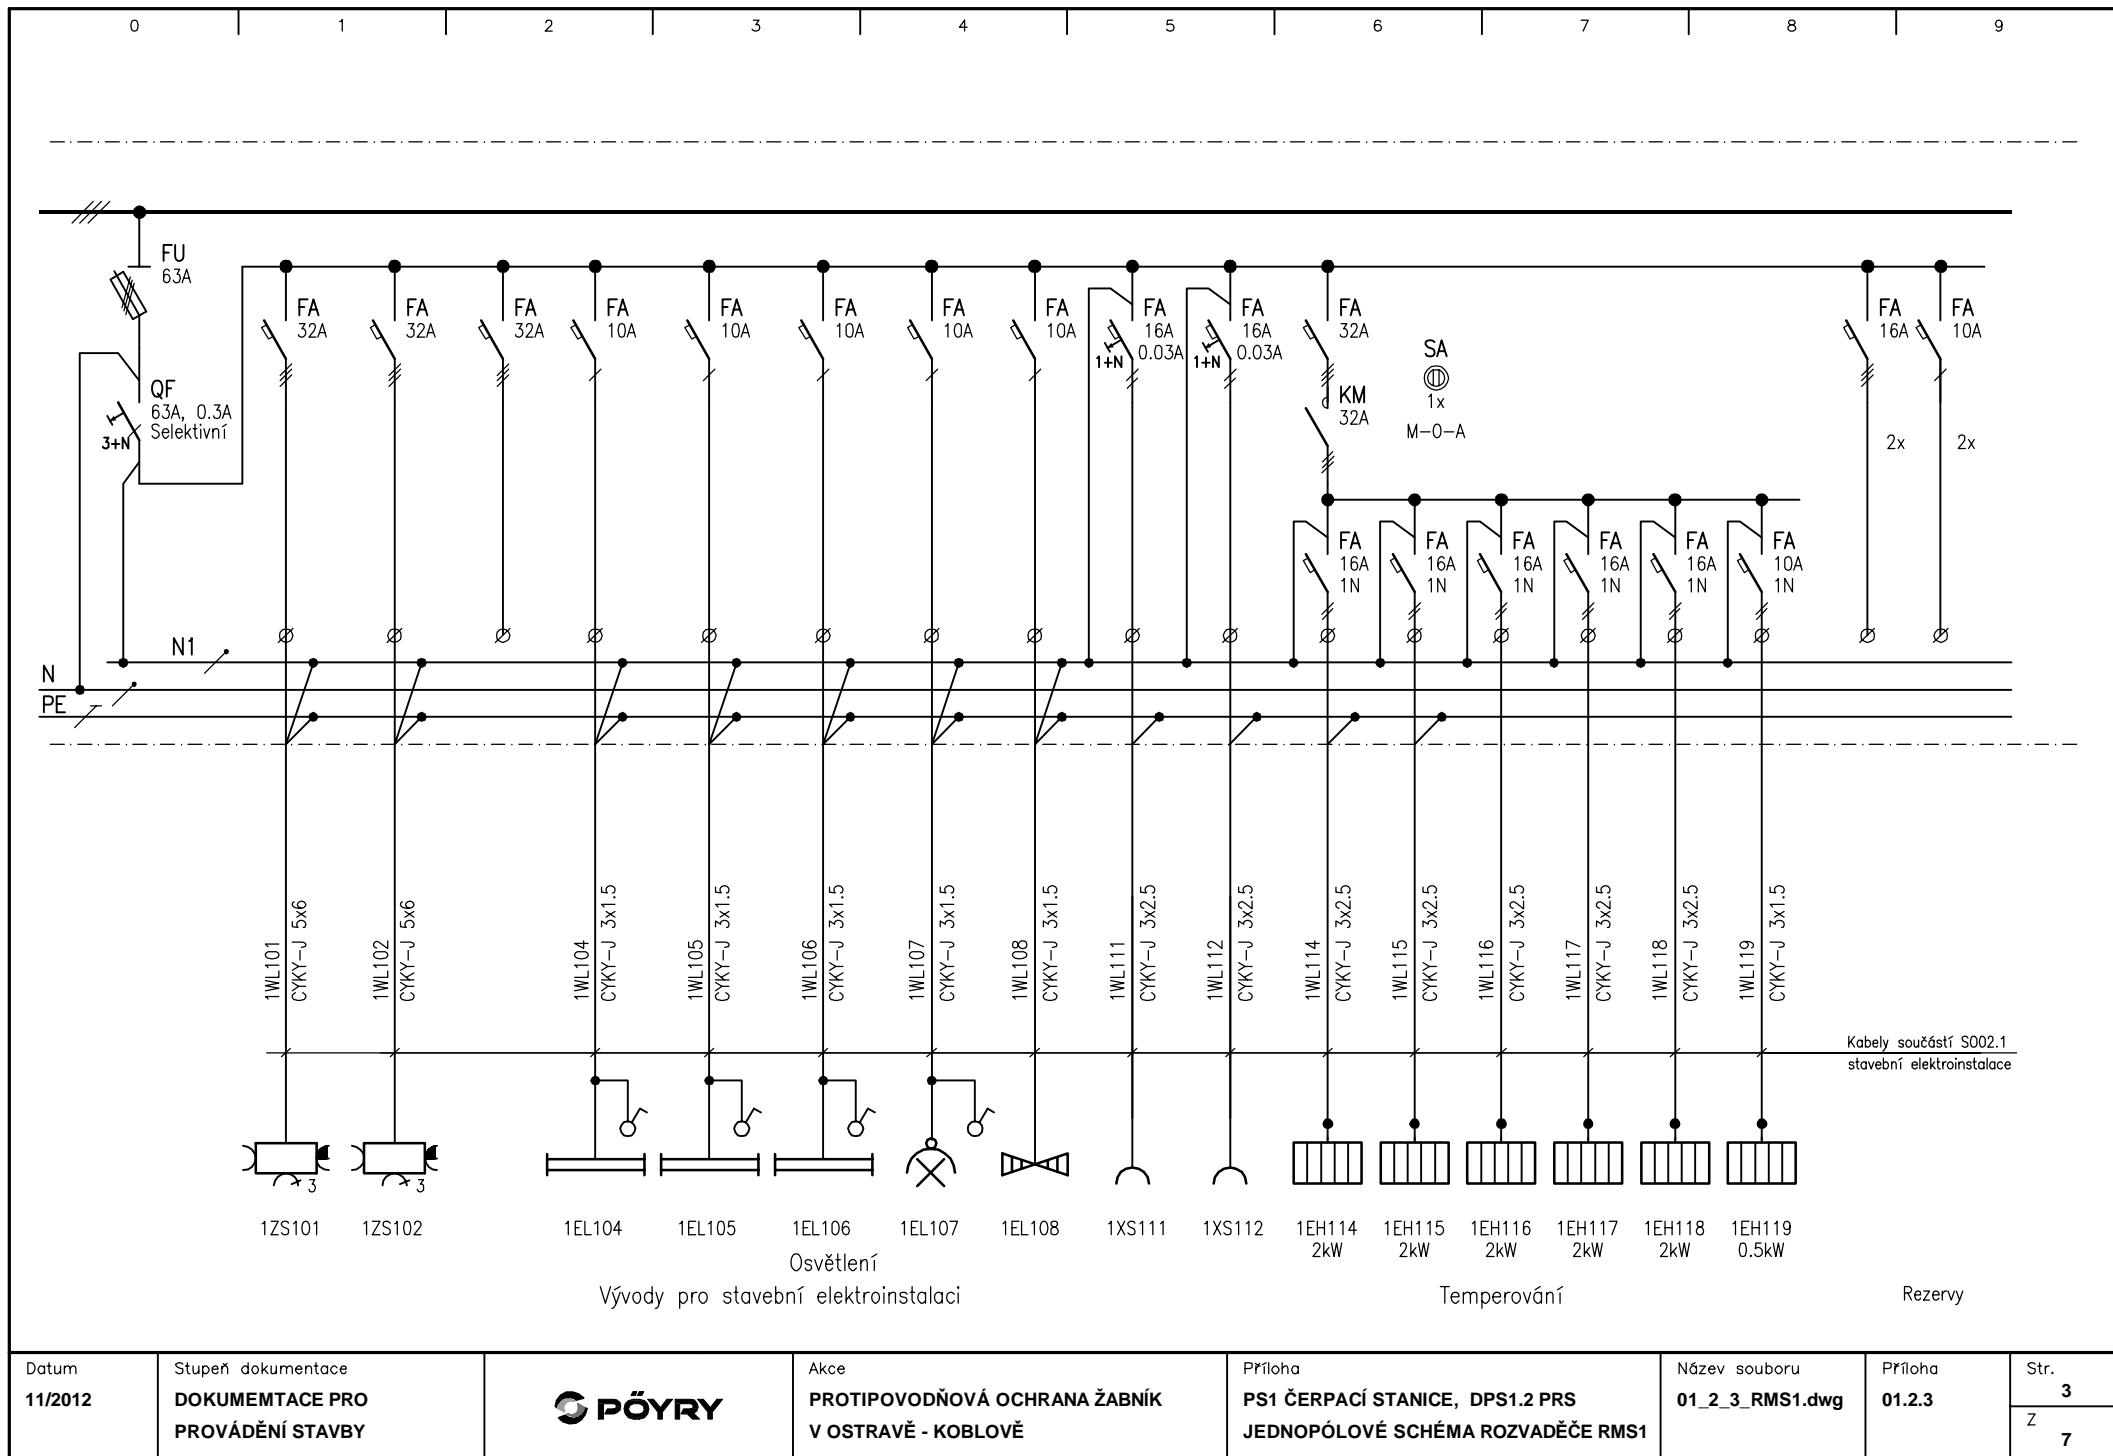 0 1 2 3 4 5 6 7 8 9
FU
63A
FA
32A
FA
32A
FA
32A
FA
10A
FA
10A
FA
10A
FA
10A
FA
10A
FA
16A
0.03A
1+N
FA
16A
0.03A
1+N
FA
32A
SA
1x
M-0-A
KM
32A
FA
16A
2x
FA
10A
2x
QF
63A, 0.3A
Selektivní
3+N
FA
16A
1N
FA
16A
1N
FA
16A
1N
FA
16A
1N
FA
16A
1N
FA
10A
1N
N1
N
PE
1WL101
CYKY-J 5x6
1WL102
CYKY-J 5x6
1WL104
CYKY-J 3x1.5
1WL105
CYKY-J 3x1.5
1WL106
CYKY-J 3x1.5
1WL107
CYKY-J 3x1.5
1WL108
CYKY-J 3x1.5
1WL111
CYKY-J 3x2.5
1WL112
CYKY-J 3x2.5
1WL114
CYKY-J 3x2.5
1WL115
CYKY-J 3x2.5
1WL116
CYKY-J 3x2.5
1WL117
CYKY-J 3x2.5
1WL118
CYKY-J 3x2.5
1WL119
CYKY-J 3x1.5
Kabely součástí SO02.1
stavební elektroinstalace
3
3
1ZS101
1ZS102
1EL104
1EL105
1EL106
1EL107
1EL108
1XS111
1XS112
1EH114
2kW
1EH115
2kW
1EH116
2kW
1EH117
2kW
1EH118
2kW
1EH119
0.5kW
Osvětlení
Vývody pro stavební elektroinstalaci
Temperování
Rezervy
Datum
11/2012
Stupeň dokumentace
DOKUMEMTACE PRO
PROVÁDĚNÍ STAVBY
PÖYRY
Akce
PROTIPOVODŇOVÁ OCHRANA ŽABNÍK
V OSTRAVĚ - KOBLOVĚ
Příloha
PS1 ČERPACÍ STANICE, DPS1.2 PRS
JEDNOPÓLOVÉ SCHÉMA ROZVADĚČE RMS1
Název souboru
01_2_3_RMS1.dwg
Příloha
01.2.3
Str.
3
Z
7